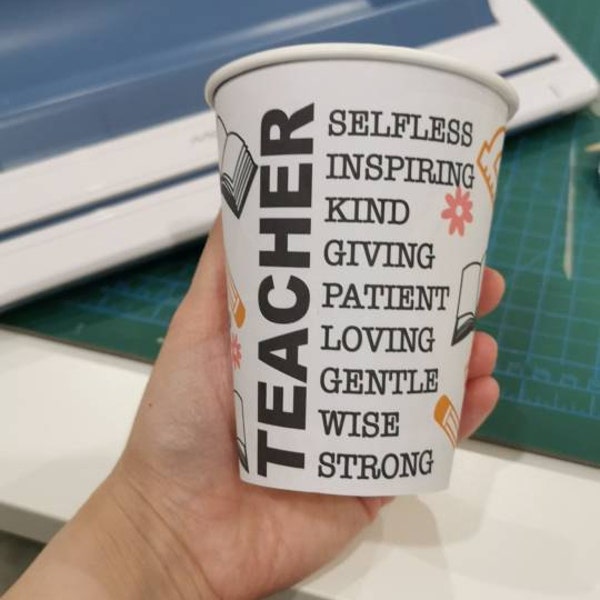 TEACHER
SELFLESS
INSPIRING
KIND
GIVING
PATIENT
LOVING
GENTLE
WISE
STRONG